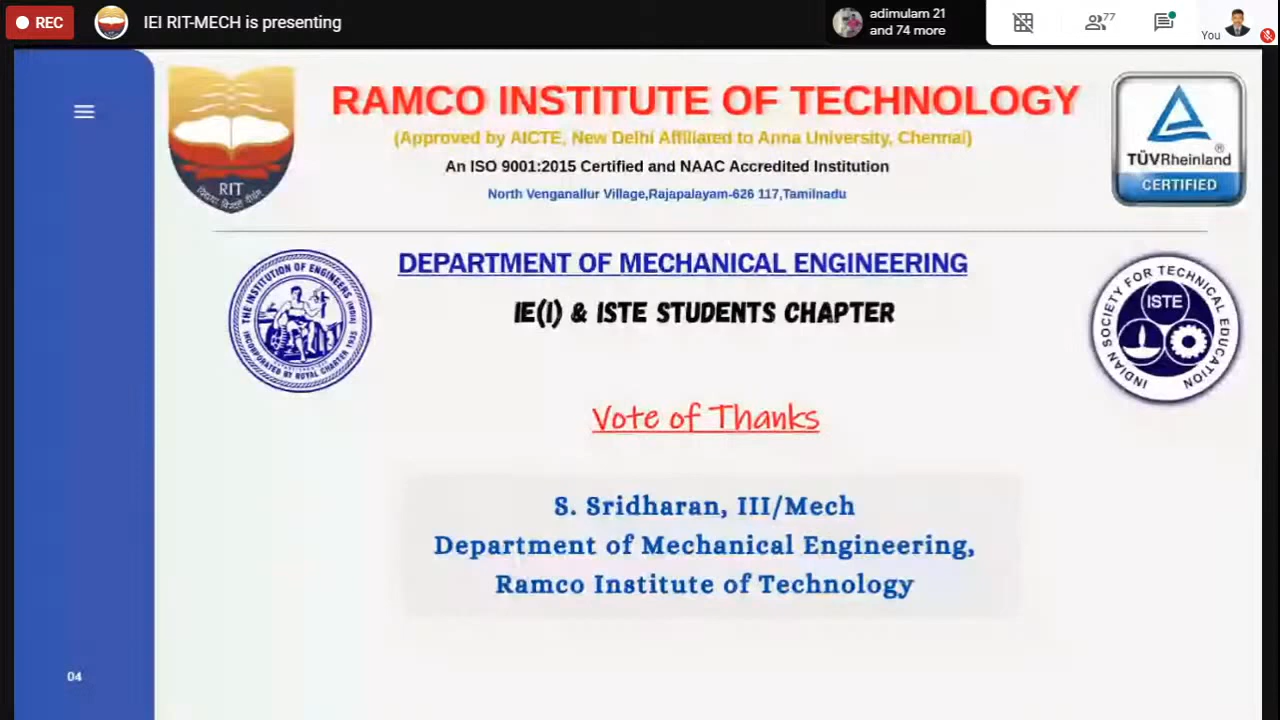 REC
IEI RIT-MECH is presenting
adimulam 21
and 74 more
77
You
RAMCO INSTITUTE OF TECHNOLOGY
(Approved by AICTE, New Delhi Affiliated to Anna University, Chennai)
An ISO 9001:2015 Certified and NAAC Accredited Institution
North Venganallur Village,Rajapalayam-626 117,Tamilnadu
RIT
TÜVRheinland®
CERTIFIED
DEPARTMENT OF MECHANICAL ENGINEERING
IE(I) & ISTE STUDENTS CHAPTER
THE INSTITUTION OF ENGINEERS (INDIA)
INCORPORATED BY ROYAL CHARTER 1935
INDIAN SOCIETY FOR TECHNICAL EDUCATION
ISTE
Vote of Thanks
S. Sridharan, III/Mech
Department of Mechanical Engineering,
Ramco Institute of Technology
04